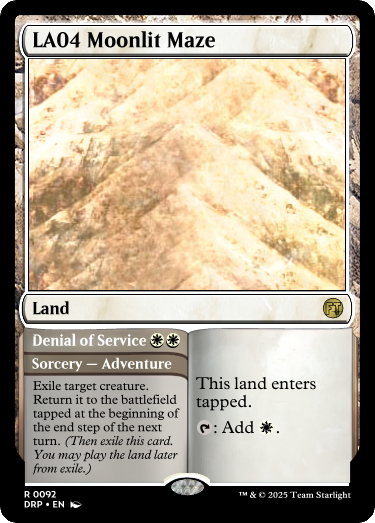 LA04 Moonlit Maze
Land
FT
Denial of Service
Sorcery — Adventure
Exile target creature.
Return it to the battlefield
tapped at the beginning of
the end step of the next
turn. (Then exile this card.
You may play the land later
from exile.)
This land enters
tapped.
: Add .
R 0092
DRP • EN
™ & © 2025 Team Starlight